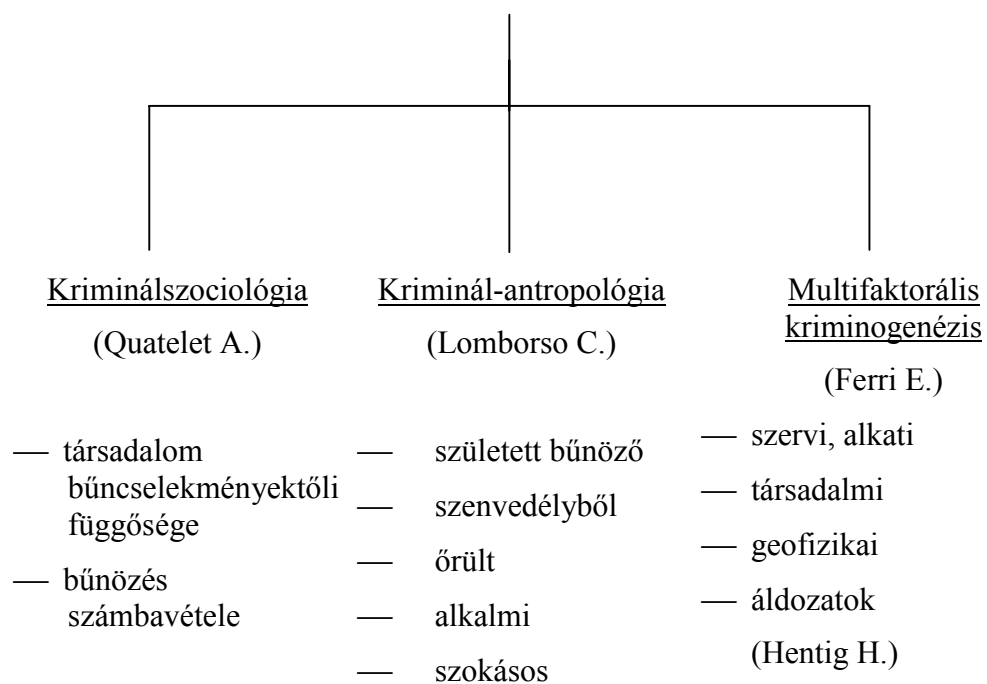 Kriminálszociológia
(Quatelet A.)
— társadalom
bűncselekményektőli
függősége
— bűnözés
számbavétele
Kriminál-antropológia
(Lomborso C.)
— született bűnöző
— szenvedélyből
— őrült
— alkalmi
— szokásos
Multifaktorális
kriminogenézis
(Ferri E.)
— szervi, alkati
— társadalmi
— geofizikai
— áldozatok
(Hentig H.)